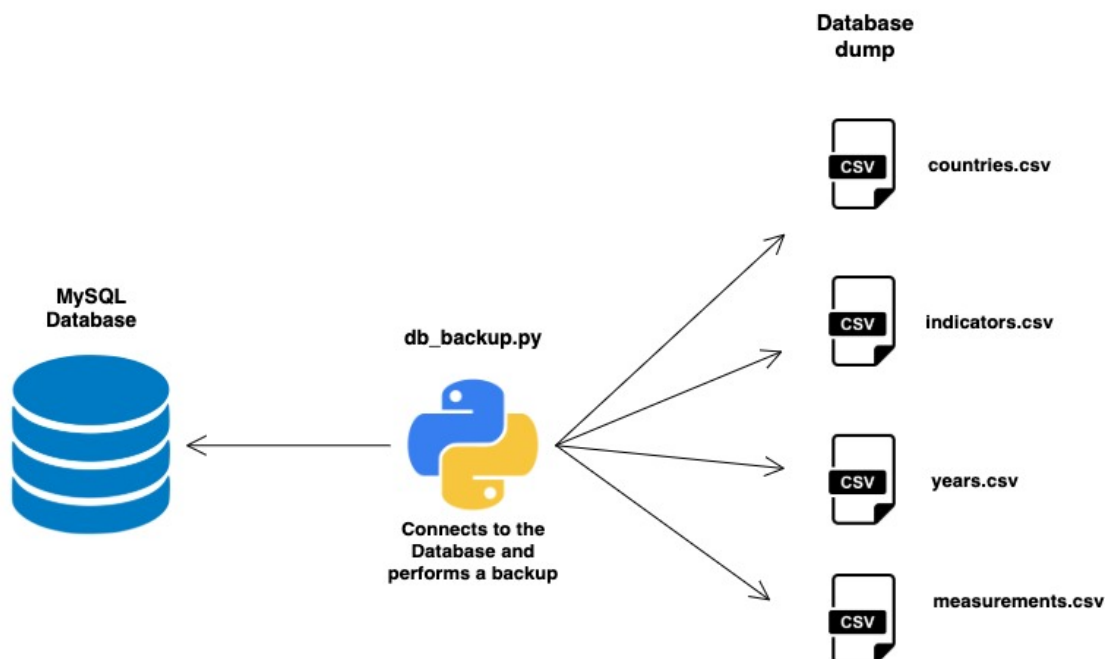 Database
dump
CSV
countries.csv
MySQL
Database
db_backup.py
CSV
indicators.csv
Connects to the
Database and
performs a backup
CSV
years.csv
CSV
measurements.csv